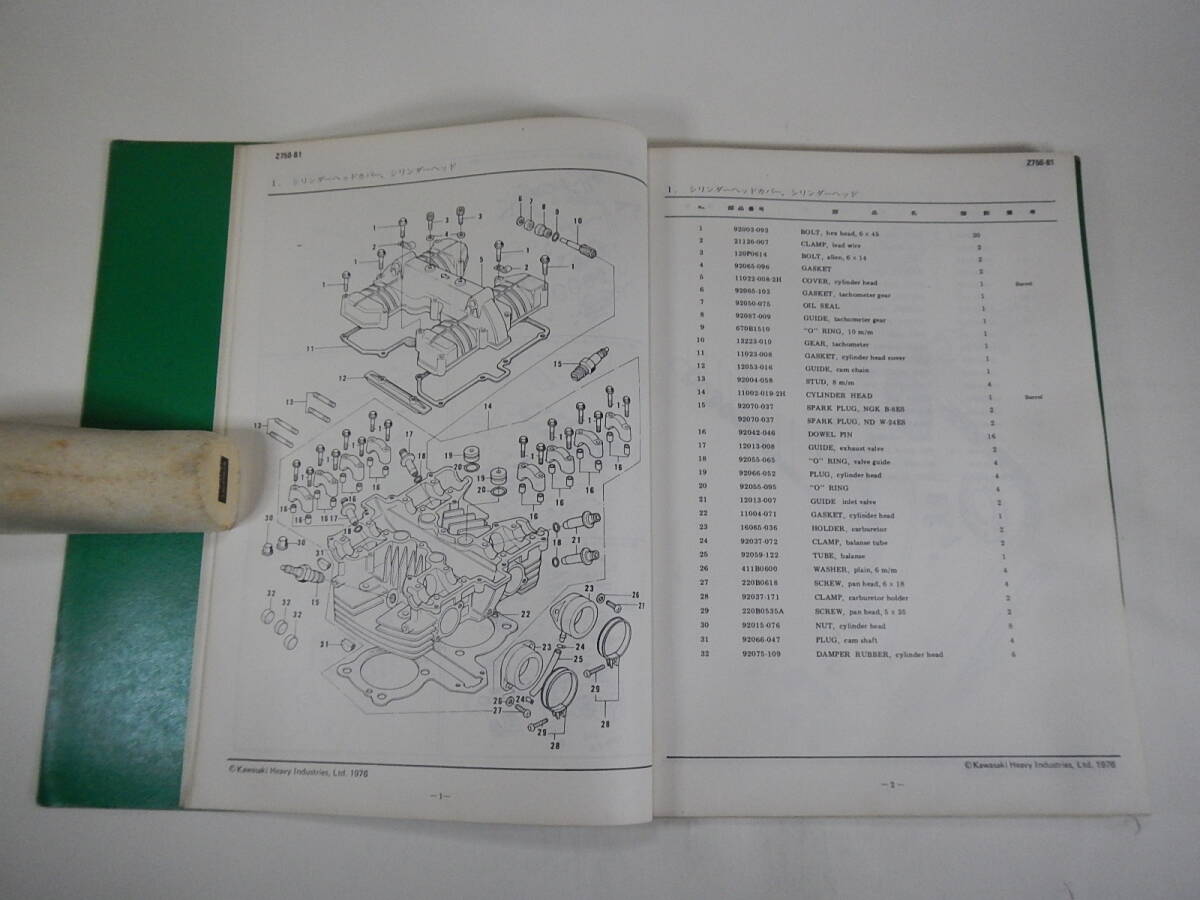 Z750-B1
1. シリンダーヘッドカバー，シリンダーヘッド
©Kawasaki Heavy Industries, Ltd. 1976
—1—
Z750-B1
1. シリンダーヘッドカバー，シリンダーヘッド
部品番号 部 品 名 個数 備考
1 92003-093 BOLT, hex head, 6 × 45 20
2 21126-007 CLAMP, lead wire 2
3 120P0614 BOLT, allen, 6 × 14 2
4 92065-096 GASKET 2
5 11022-008-2H COVER, cylinder head 1
6 92065-103 GASKET, tachometer gear 1
7 92050-075 OIL SEAL 1
8 92087-009 GUIDE, tachometer gear 1
9 670B1510 "O" RING, 10 m/m 1
10 13223-010 GEAR, tachometer 1
11 11023-008 GASKET, cylinder head cover 1
12 12053-016 GUIDE, cam chain 1
13 92004-058 STUD, 8 m/m 4
14 11002-019-2H CYLINDER HEAD 1
15 92070-037 SPARK PLUG, NGK B-8ES 2
92070-037 SPARK PLUG, ND W-24ES 2
16 92042-046 DOWEL PIN 16
17 12013-008 GUIDE, exhaust valve 2
18 92055-065 "O" RING, valve guide 4
19 92066-052 PLUG, cylinder head 4
20 92055-095 "O" RING 4
21 12013-007 GUIDE inlet valve 2
22 11004-071 GASKET, cylinder head 1
23 16065-036 HOLDER, carburetor 2
24 92037-072 CLAMP, balanse tube 2
25 92059-122 TUBE, balanse 1
26 411B0600 WASHER, plain, 6 m/m 4
27 220B0618 SCREW, pan head, 6 × 18 4
28 92037-171 CLAMP, carburetor holder 2
29 220B0535A SCREW, pan head, 5 × 35 2
30 92015-076 NUT, cylinder head 8
31 92066-047 PLUG, cam shaft 4
32 92075-109 DAMPER RUBBER, cylinder head 6
©Kawasaki Heavy Industries, Ltd. 1976
—2—